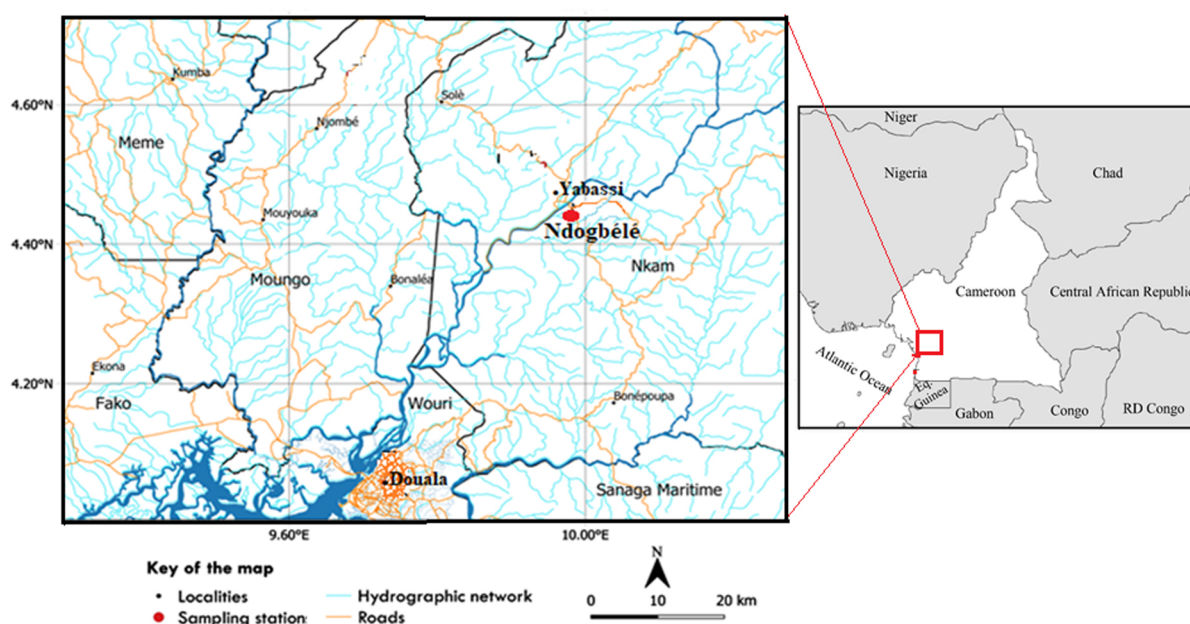 Kumba
Solè
4.60°N
Njombé
Meme
Yabassi
Mouyouka
Ndogbélé
4.40°N
Nkam
Moungo
Bonaléa
Ekona
4.20°N
Bonépoupa
Fako
Wouri
Douala
Sanaga Maritime
9.60°E
10.00°E
Niger
Nigeria
Chad
Cameroon
Central African Republic
Atlantic Ocean
Eq.
Guinea
Gabon
Congo
RD Congo
Key of the map
Localities
Hydrographic network
Sampling station
Roads
N
0 10 20 km